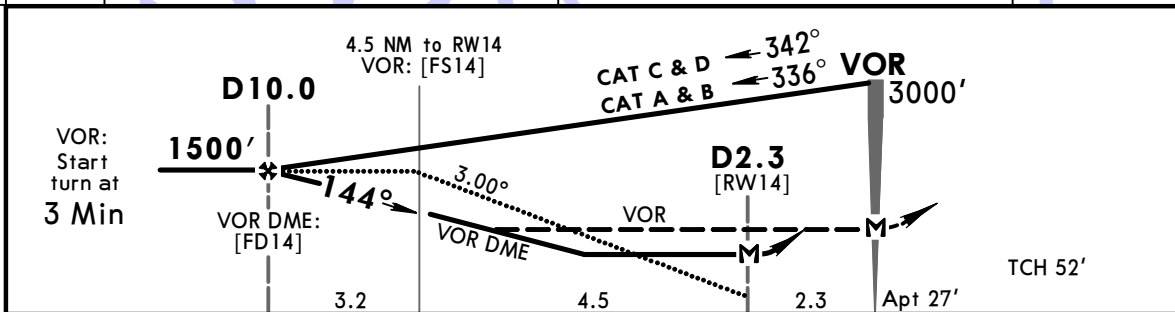 4.5 NM to RW14
VOR: [FS14]
CAT C & D 342°
CAT A & B 336°
VOR
3000'
D10.0
VOR:
Start
turn at
3 Min
1500'
144°
3.00°
D2.3
[RW14]
VOR DME:
[FD14]
VOR DME
VOR
M
M
TCH 52'
3.2
4.5
2.3
Apt 27'